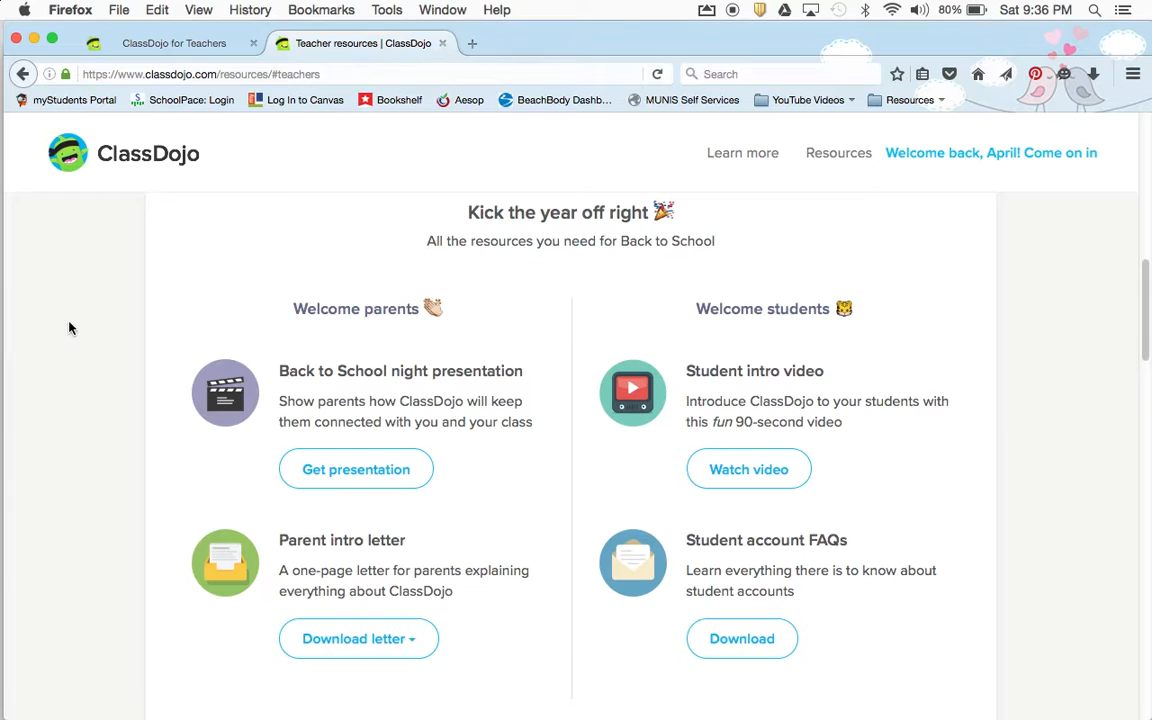 Firefox File Edit View History Bookmarks Tools Window Help 80% Sat 9:36 PM
ClassDojo for Teachers Teacher resources | ClassDojo
https://www.classdojo.com/resources/#teachers Search
myStudents Portal SchoolPace: Login Log In to Canvas Bookshelf Aesop BeachBody Dashb... MUNIS Self Services YouTube Videos Resources
ClassDojo Learn more Resources Welcome back, April! Come on in
Kick the year off right
All the resources you need for Back to School
Welcome parents
Back to School night presentation
Show parents how ClassDojo will keep
them connected with you and your class
Get presentation
Parent intro letter
A one-page letter for parents explaining
everything about ClassDojo
Download letter
Welcome students
Student intro video
Introduce ClassDojo to your students with
this fun 90-second video
Watch video
Student account FAQs
Learn everything there is to know about
student accounts
Download